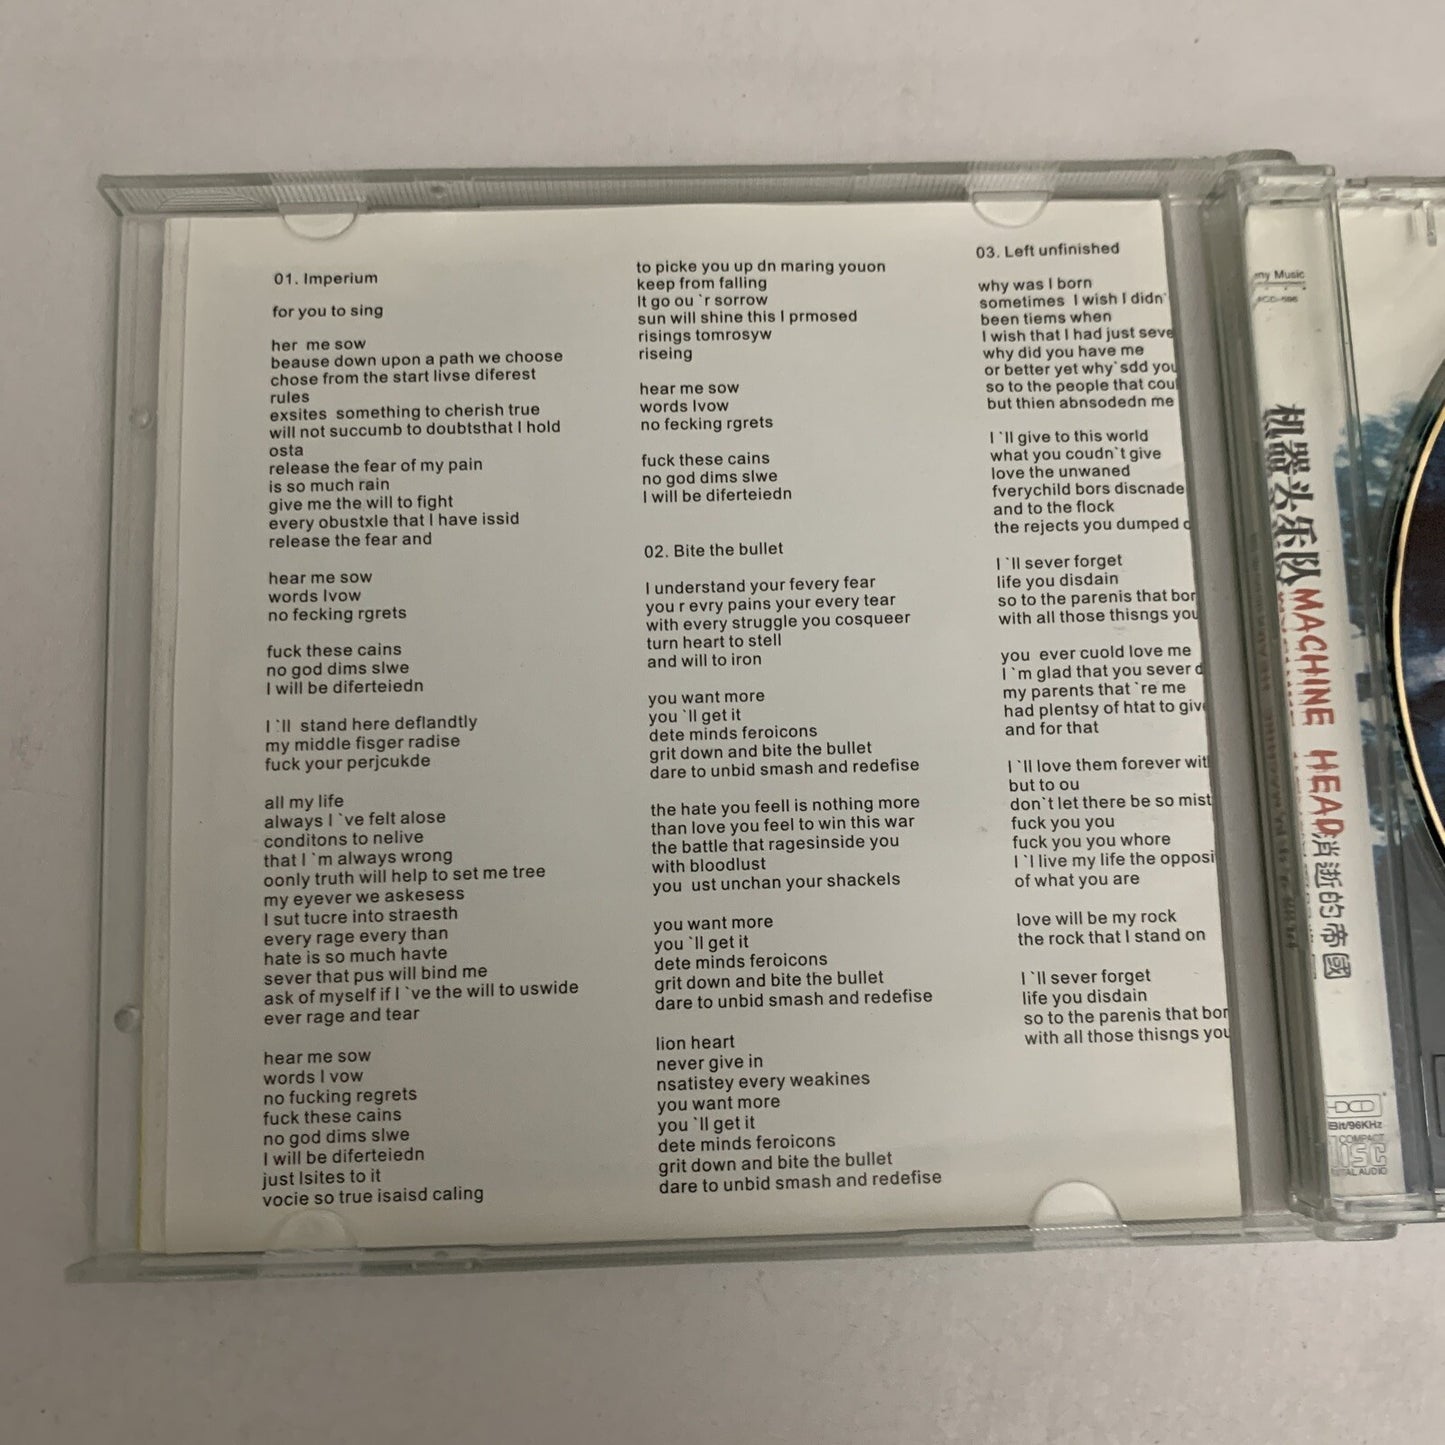 01. Imperium
for you to sing
her me sow
beause down upon a path we choose
chose from the start livse diferest
rules
exsites something to cherish true
will not succumb to doubtsthat I hold
osta
release the fear of my pain
is so much rain
give me the will to fight
every obustxle that I have issid
release the fear and
hear me sow
words Ivow
no fecking rgrets
fuck these cains
no god dims slwe
I will be diferteiedn
I `ll stand here deflandtly
my middle fisger radise
fuck your perjcukde
all my life
always I `ve felt alose
conditons to nelive
that I `m always wrong
oonly truth will help to set me tree
my eyever we askesess
I sut tucre into straesth
every rage every than
hate is so much havte
sever that pus will bind me
ask of myself if I `ve the will to uswide
ever rage and tear
hear me sow
words I vow
no fucking regrets
fuck these cains
no god dims slwe
I will be diferteiedn
just Isites to it
vocie so true isaisd caling
to picke you up dn maring youon
keep from falling
It go ou `r sorrow
sun will shine this I prmosed
risings tomrosyw
riseing
hear me sow
words Ivow
no fecking rgrets
fuck these cains
no god dims slwe
I will be diferteiedn
02. Bite the bullet
I understand your fevery fear
you r evry pains your every tear
with every struggle you cosqueer
turn heart to stell
and will to iron
you want more
you `ll get it
dete minds feroicons
grit down and bite the bullet
dare to unbid smash and redefise
the hate you feell is nothing more
than love you feel to win this war
the battle that ragesinside you
with bloodlust
you ust unchan your shackels
you want more
you `ll get it
dete minds feroicons
grit down and bite the bullet
dare to unbid smash and redefise
lion heart
never give in
nsatistey every weakines
you want more
you `ll get it
dete minds feroicons
grit down and bite the bullet
dare to unbid smash and redefise
03. Left unfinished
why was I born
sometimes I wish I didn`
been tiems when
I wish that I had just seve
why did you have me
or better yet why`sdd you
so to the people that coul
but thien abnsodedn me
I `ll give to this world
what you coudn`t give
love the unwaned
fverychild bors discnade
and to the flock
the rejects you dumped
I `ll sever forget
life you disdain
so to the parenis that bor
with all those thisngs you
you ever cuold love me
I `m glad that you sever d
my parents that `re me
had plentsy of htat to give
and for that
I `ll love them forever wit
but to ou
don`t let there be so mist
fuck you you
fuck you you whore
I `l live my life the opposi
of what you are
love will be my rock
the rock that I stand on
I `ll sever forget
life you disdain
so to the parenis that bor
with all those thisngs you
ny Music
机器头乐队 MACHINE HEAD 消逝的帝國
HDCD
Bit/96KHz
COMPACT
DISC
DIGITAL AUDIO